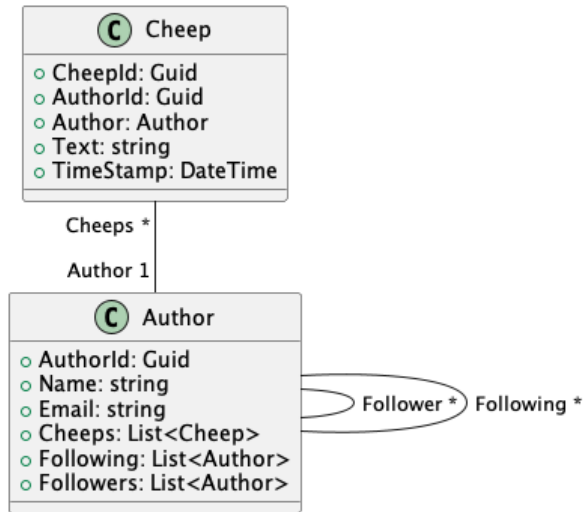 C Cheep
CheepId: Guid
AuthorId: Guid
Author: Author
Text: string
TimeStamp: DateTime
Cheeps *
Author 1
C Author
AuthorId: Guid
Name: string
Email: string
Cheeps: List<Cheep>
Following: List<Author>
Followers: List<Author>
Follower *
Following *